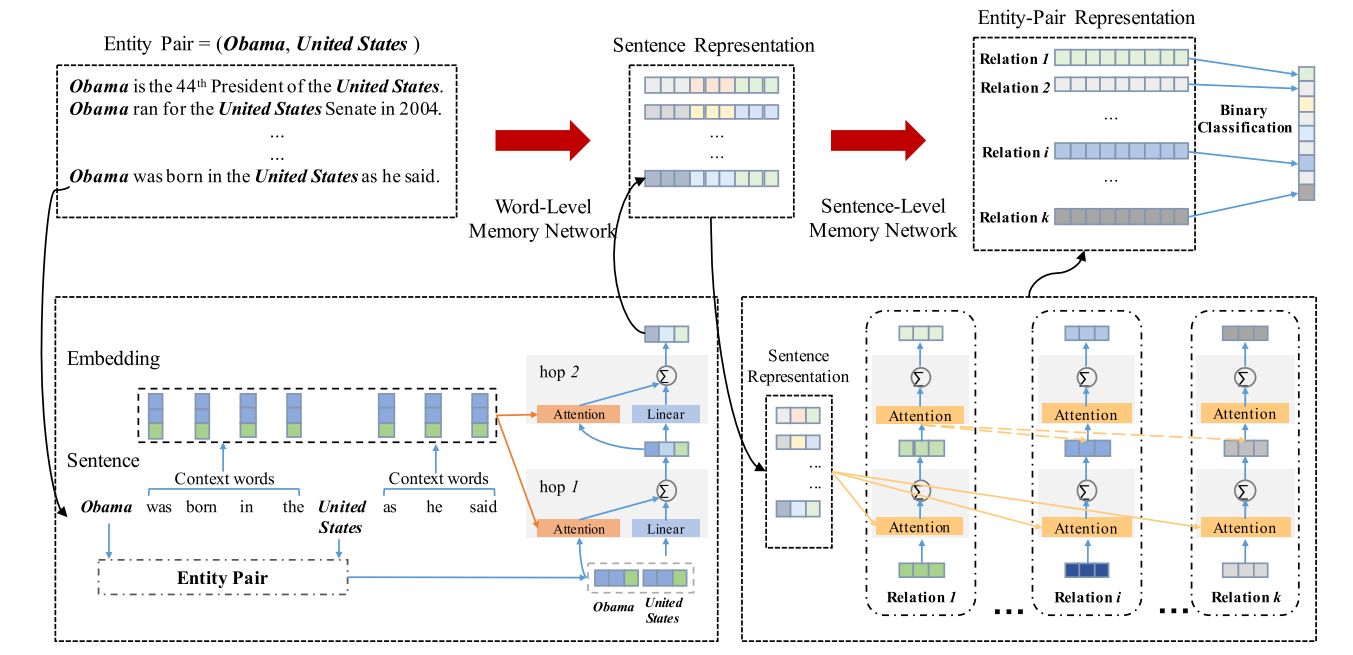 Entity Pair = (Obama, United States )
Obama is the 44th President of the United States.
Obama ran for the United States Senate in 2004.
...
...
Obama was born in the United States as he said.
Word-Level
Memory Network
Sentence Representation
...
...
Sentence-Level
Memory Network
Entity-Pair Representation
Relation 1
Relation 2
...
Relation i
...
Relation k
Binary
Classification
Embedding
Sentence
Context words
Context words
Obama was born in the United States as he said
Entity Pair
hop 2
Σ
Attention
Linear
hop 1
Σ
Attention
Linear
Obama
United
States
Sentence
Representation
...
...
Σ
Attention
Σ
Attention
Relation 1
...
Σ
Attention
Σ
Attention
Relation i
...
Σ
Attention
Σ
Attention
Relation k